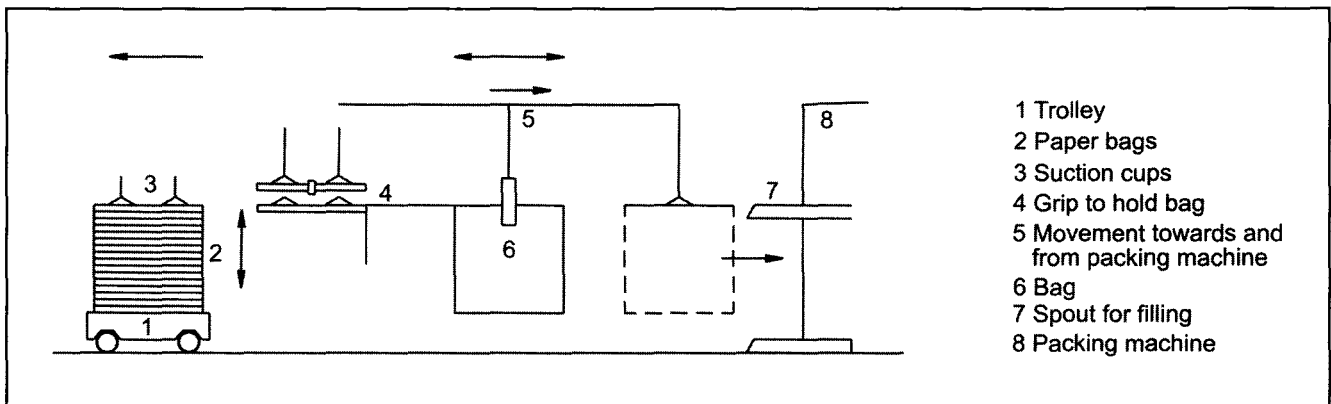 3
4
2
1
5
6
7
8
1 Trolley
2 Paper bags
3 Suction cups
4 Grip to hold bag
5 Movement towards and
from packing machine
6 Bag
7 Spout for filling
8 Packing machine